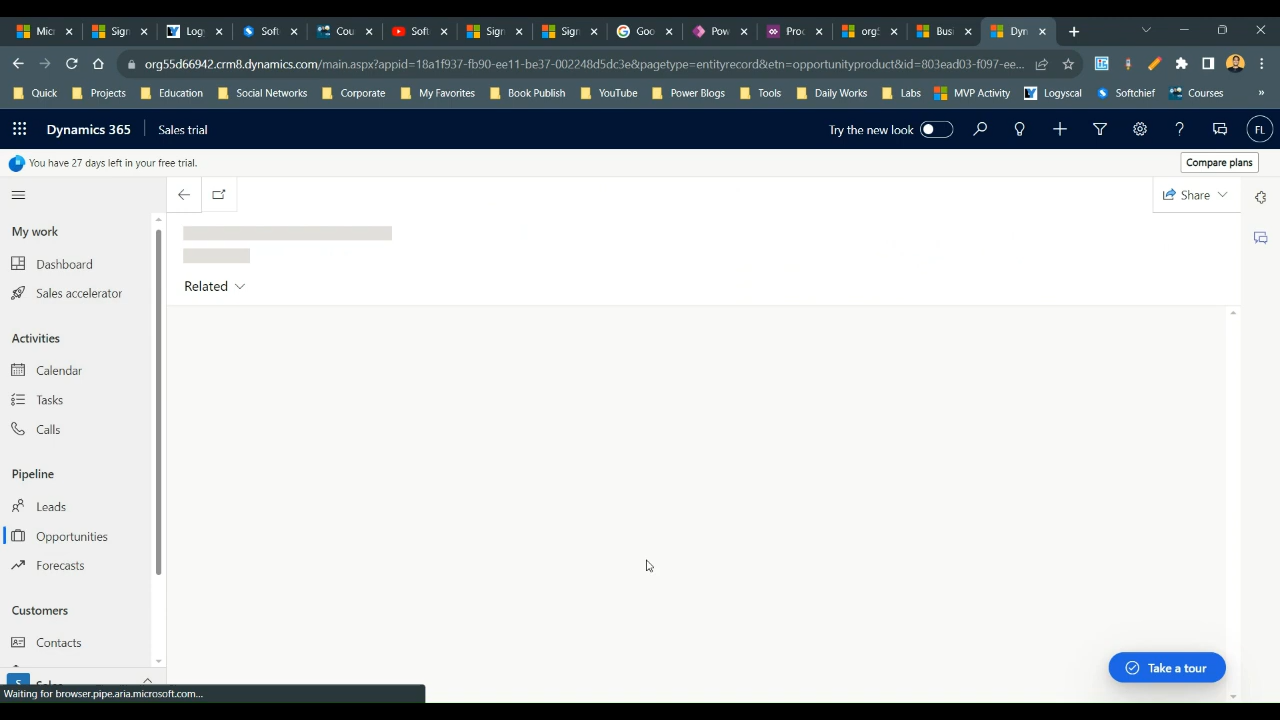 Mic
Sign
Log
Soft
Cou
Soft
Sign
Sign
Goo
Pow
Proc
orgS
Busi
Dyn
org55d66942.crm8.dynamics.com/main.aspx?appid=18a1f937-fb90-ee11-be37-002248d5dc3e&pagetype=entityrecord&etn=opportunityproduct&id=803ead03-f097-ee...
Quick
Projects
Education
Social Networks
Corporate
My Favorites
Book Publish
YouTube
Power Blogs
Tools
Daily Works
Labs
MVP Activity
Logyscal
Softchief
Courses
»
Dynamics 365
Sales trial
Try the new look
FL
You have 27 days left in your free trial.
Compare plans
Share
My work
Dashboard
Sales accelerator
Related
Activities
Calendar
Tasks
Calls
Pipeline
Leads
Opportunities
Forecasts
Customers
Contacts
S
Sales
Take a tour
Waiting for browser.pipe.aria.microsoft.com...